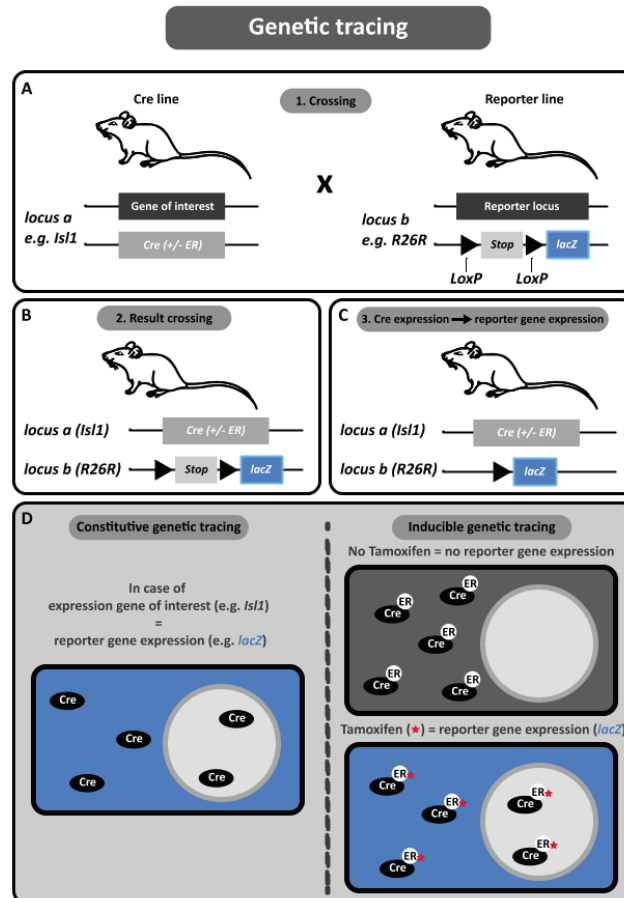 Genetic tracing
A
Cre line
1. Crossing
Reporter line
X
locus a
e.g. Isl1
Gene of interest
Cre (+/- ER)
locus b
e.g. R26R
Reporter locus
Stop
lacZ
LoxP
LoxP
B
2. Result crossing
locus a (Isl1)
Cre (+/- ER)
locus b (R26R)
Stop
lacZ
C
3. Cre expression → reporter gene expression
locus a (Isl1)
Cre (+/- ER)
locus b (R26R)
lacZ
D
Constitutive genetic tracing
In case of
expression gene of interest (e.g. Isl1)
=
reporter gene expression (e.g. lacZ)
Cre
Cre
Cre
Cre
Cre
Inducible genetic tracing
No Tamoxifen = no reporter gene expression
ER
Cre
ER
Cre
ER
Cre
ER
Cre
ER
Cre
Tamoxifen (★) = reporter gene expression (lacZ)
ER★
Cre
ER★
Cre
ER★
Cre
ER★
Cre
ER★
Cre